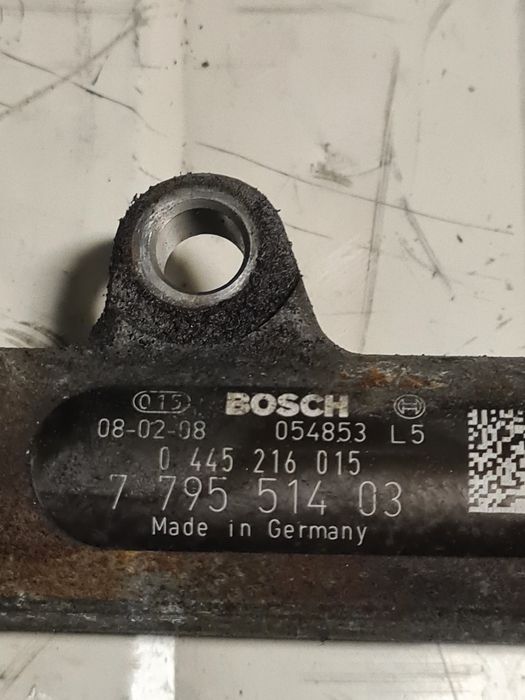 015 BOSCH
08-02-08 054853 L5
0 445 216 015
7 795 514 03
Made in Germany